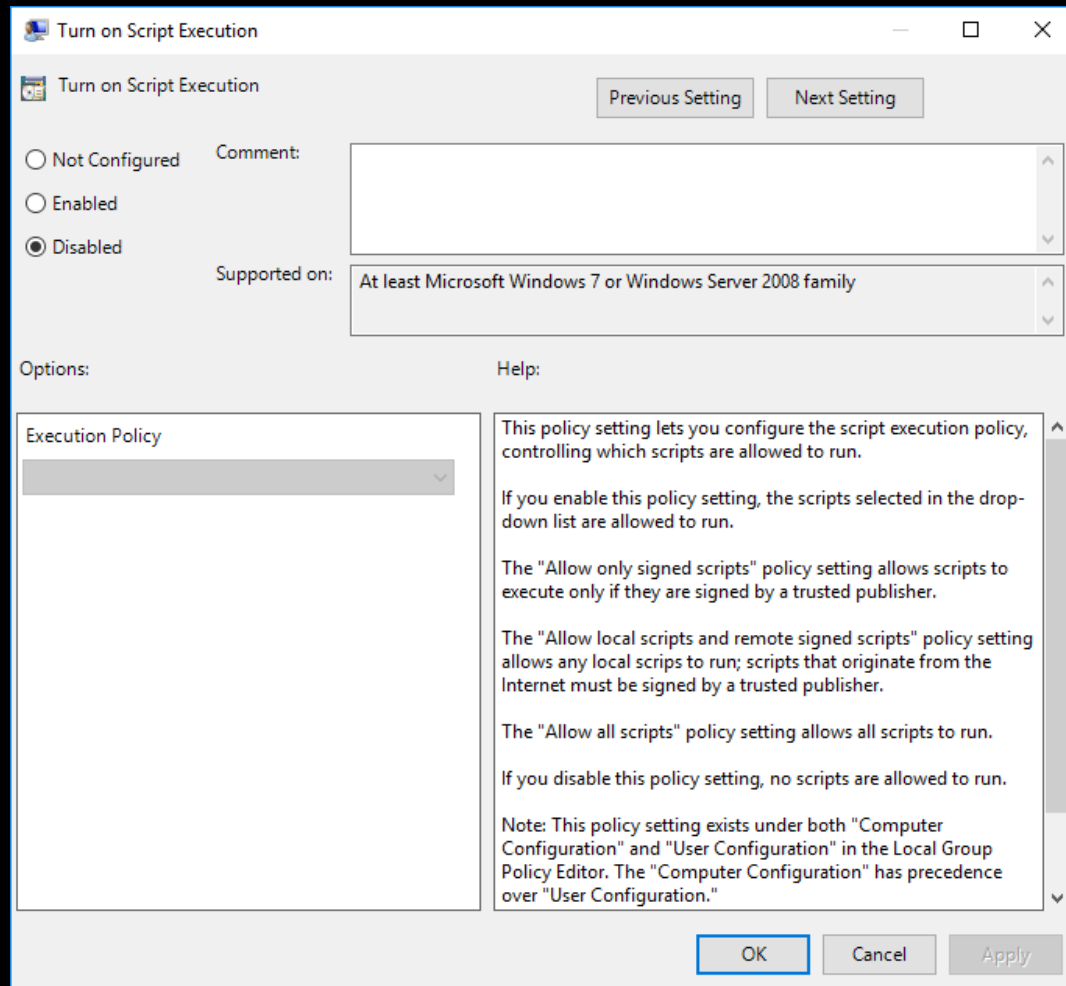 Turn on Script Execution
Turn on Script Execution
Previous Setting
Next Setting
Not Configured
Comment:
Enabled
Disabled
Supported on:
At least Microsoft Windows 7 or Windows Server 2008 family
Options:
Help:
Execution Policy
This policy setting lets you configure the script execution policy,
controlling which scripts are allowed to run.
If you enable this policy setting, the scripts selected in the drop-
down list are allowed to run.
The "Allow only signed scripts" policy setting allows scripts to
execute only if they are signed by a trusted publisher.
The "Allow local scripts and remote signed scripts" policy setting
allows any local scrips to run; scripts that originate from the
Internet must be signed by a trusted publisher.
The "Allow all scripts" policy setting allows all scripts to run.
If you disable this policy setting, no scripts are allowed to run.
Note: This policy setting exists under both "Computer
Configuration" and "User Configuration" in the Local Group
Policy Editor. The "Computer Configuration" has precedence
over "User Configuration."
OK
Cancel
Apply